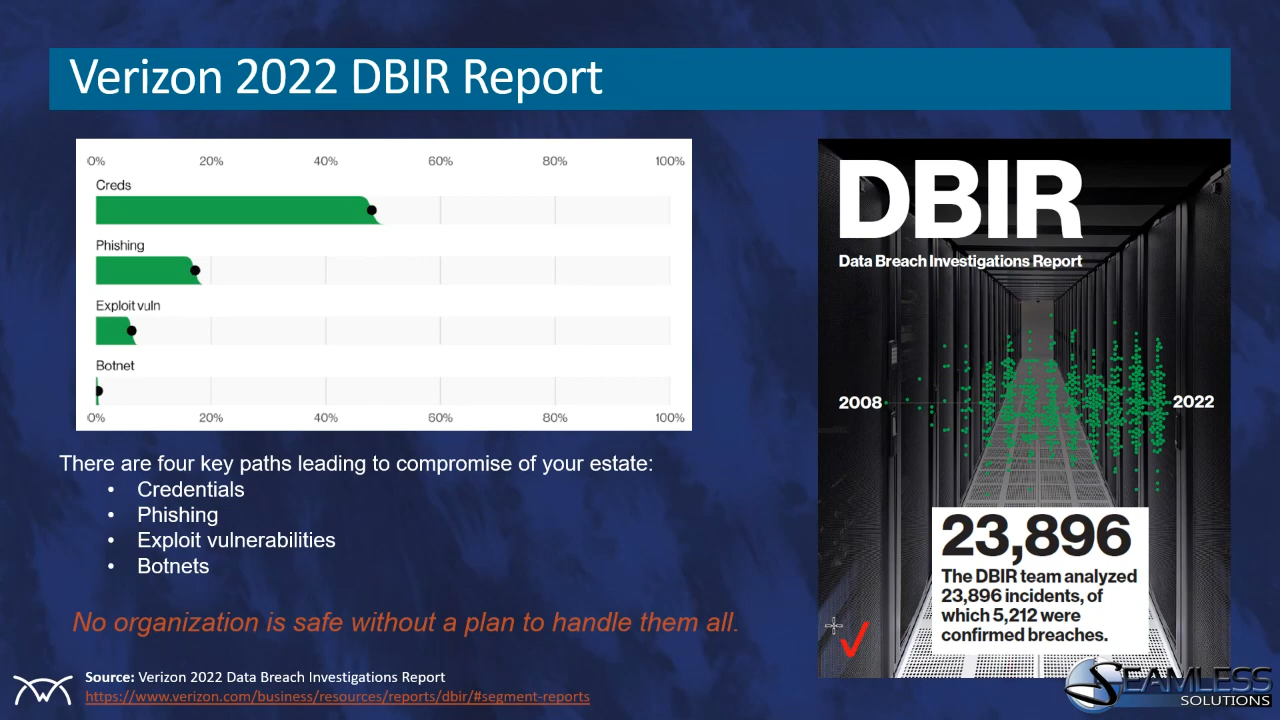 Verizon 2022 DBIR Report
0% 20% 40% 60% 80% 100%
Creds
Phishing
Exploit vuln
Botnet
0% 20% 40% 60% 80% 100%
There are four key paths leading to compromise of your estate:
• Credentials
• Phishing
• Exploit vulnerabilities
• Botnets
No organization is safe without a plan to handle them all.
Source: Verizon 2022 Data Breach Investigations Report
https://www.verizon.com/business/resources/reports/dbir/#segment-reports
DBIR
Data Breach Investigations Report
2008 2022
23,896
The DBIR team analyzed
23,896 incidents, of
which 5,212 were
confirmed breaches.
SEAMLESS
SOLUTIONS